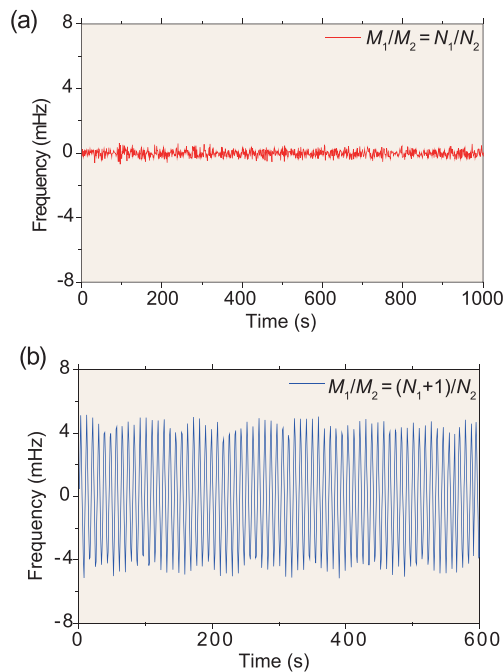 (a)
8
4
0
-4
-8
Frequency (mHz)
M₁/M₂ = N₁/N₂
0 200 400 600 800 1000
Time (s)
(b)
8
4
0
-4
-8
Frequency (mHz)
M₁/M₂ = (N₁+1)/N₂
0 200 400 600
Time (s)